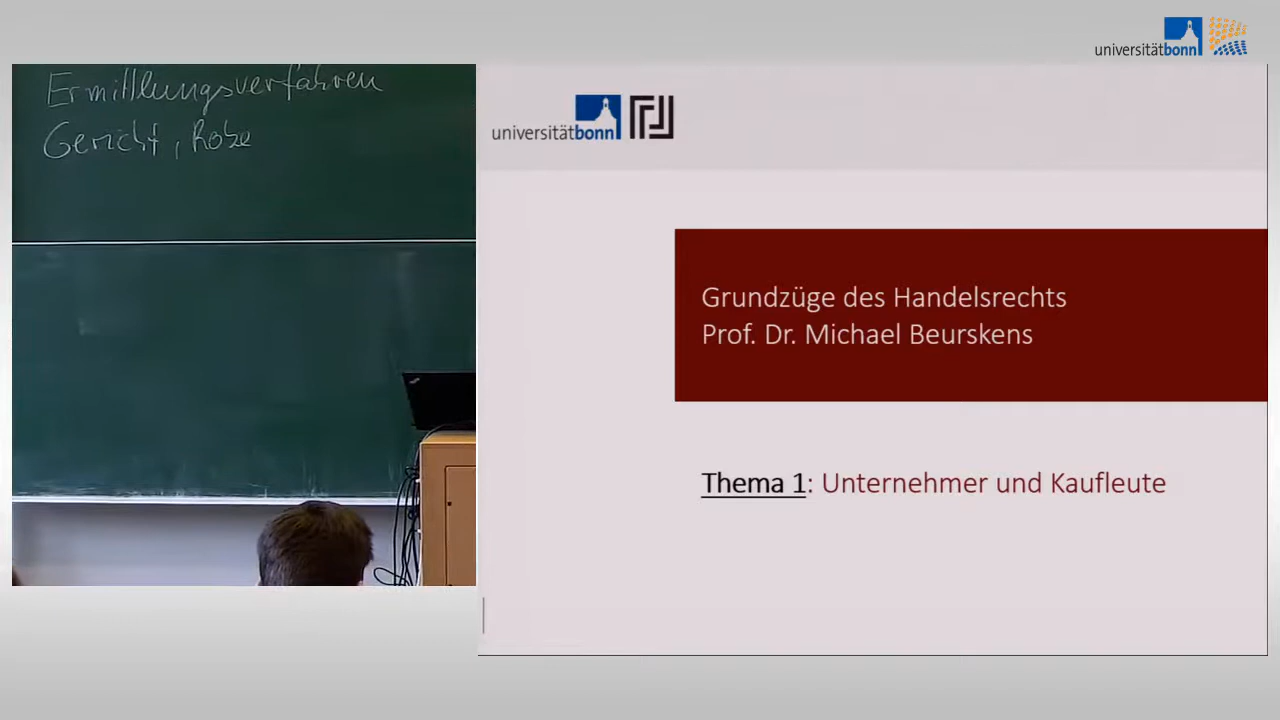 universitätbonn
Ermittlungsverfahren
Gericht, Robe
universitätbonn
Grundzüge des Handelsrechts
Prof. Dr. Michael Beurskens
Thema 1: Unternehmer und Kaufleute